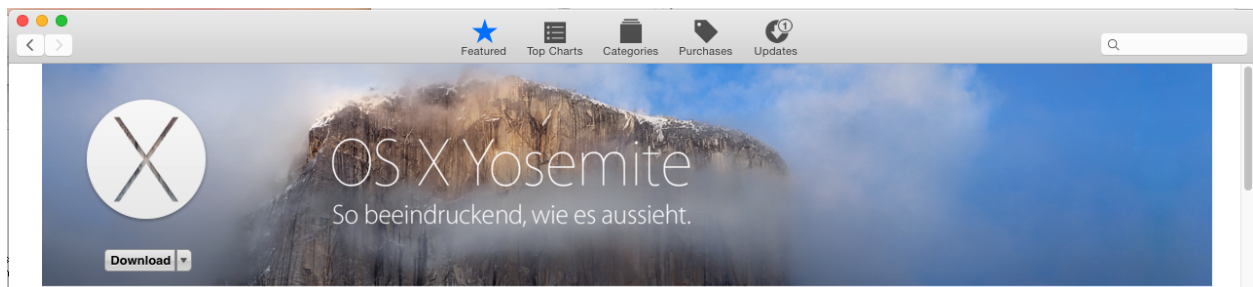 1
Featured Top Charts Categories Purchases Updates
OS X Yosemite
So beeindruckend, wie es aussieht.
Download